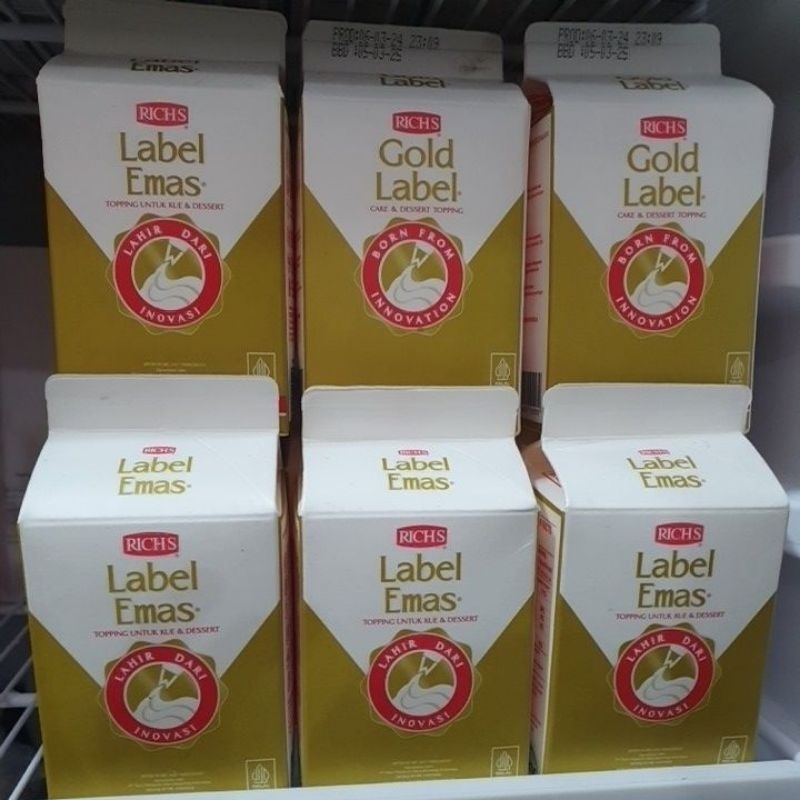 Emas
PROD:06-03-24 23:09
BBD :05-03-25
Label
PROD:06-03-24 23:09
BBD :05-03-25
Gold
Label
RICH'S
Label
Emas
TOPPING UNTUK KUE & DESSERT
LAHIR DARI
INOVASI
RICH'S
Gold
Label
CAKE & DESSERT TOPPING
BORN FROM
INNOVATION
RICH'S
Gold
Label
CAKE & DESSERT TOPPING
BORN FROM
INNOVATION
RICH'S
Label
Emas
RICH'S
Label
Emas
TOPPING UNTUK KUE & DESSERT
LAHIR DARI
INOVASI
RICH'S
Label
Emas
RICH'S
Label
Emas
TOPPING UNTUK KUE & DESSERT
LAHIR DARI
INOVASI
RICH'S
Label
Emas
RICH'S
Label
Emas
TOPPING UNTUK KUE & DESSERT
LAHIR DARI
INOVASI